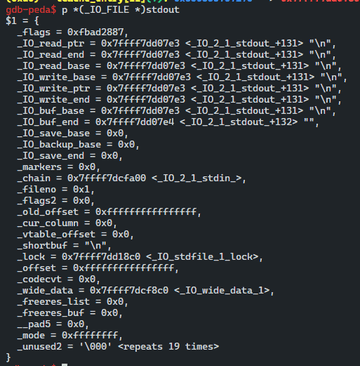 gdb-peda$ p *(_IO_FILE *)stdout
$1 = {
_flags = 0xfbad2887,
_IO_read_ptr = 0x7ffff7dd07e3 <_IO_2_1_stdout_+131> "\n",
_IO_read_end = 0x7ffff7dd07e3 <_IO_2_1_stdout_+131> "\n",
_IO_read_base = 0x7ffff7dd07e3 <_IO_2_1_stdout_+131> "\n",
_IO_write_base = 0x7ffff7dd07e3 <_IO_2_1_stdout_+131> "\n",
_IO_write_ptr = 0x7ffff7dd07e3 <_IO_2_1_stdout_+131> "\n",
_IO_write_end = 0x7ffff7dd07e3 <_IO_2_1_stdout_+131> "\n",
_IO_buf_base = 0x7ffff7dd07e3 <_IO_2_1_stdout_+131> "\n",
_IO_buf_end = 0x7ffff7dd07e4 <_IO_2_1_stdout_+132> "",
_IO_save_base = 0x0,
_IO_backup_base = 0x0,
_IO_save_end = 0x0,
_markers = 0x0,
_chain = 0x7ffff7dcfa00 <_IO_2_1_stdin_>,
_fileno = 0x1,
_flags2 = 0x0,
_old_offset = 0xffffffffffffffff,
_cur_column = 0x0,
_vtable_offset = 0x0,
_shortbuf = "\n",
_lock = 0x7ffff7dd18c0 <_IO_stdfile_1_lock>,
_offset = 0xffffffffffffffff,
_codecvt = 0x0,
_wide_data = 0x7ffff7dcf8c0 <_IO_wide_data_1>,
_freeres_list = 0x0,
_freeres_buf = 0x0,
__pad5 = 0x0,
_mode = 0xffffffff,
_unused2 = '\000' <repeats 19 times>
}